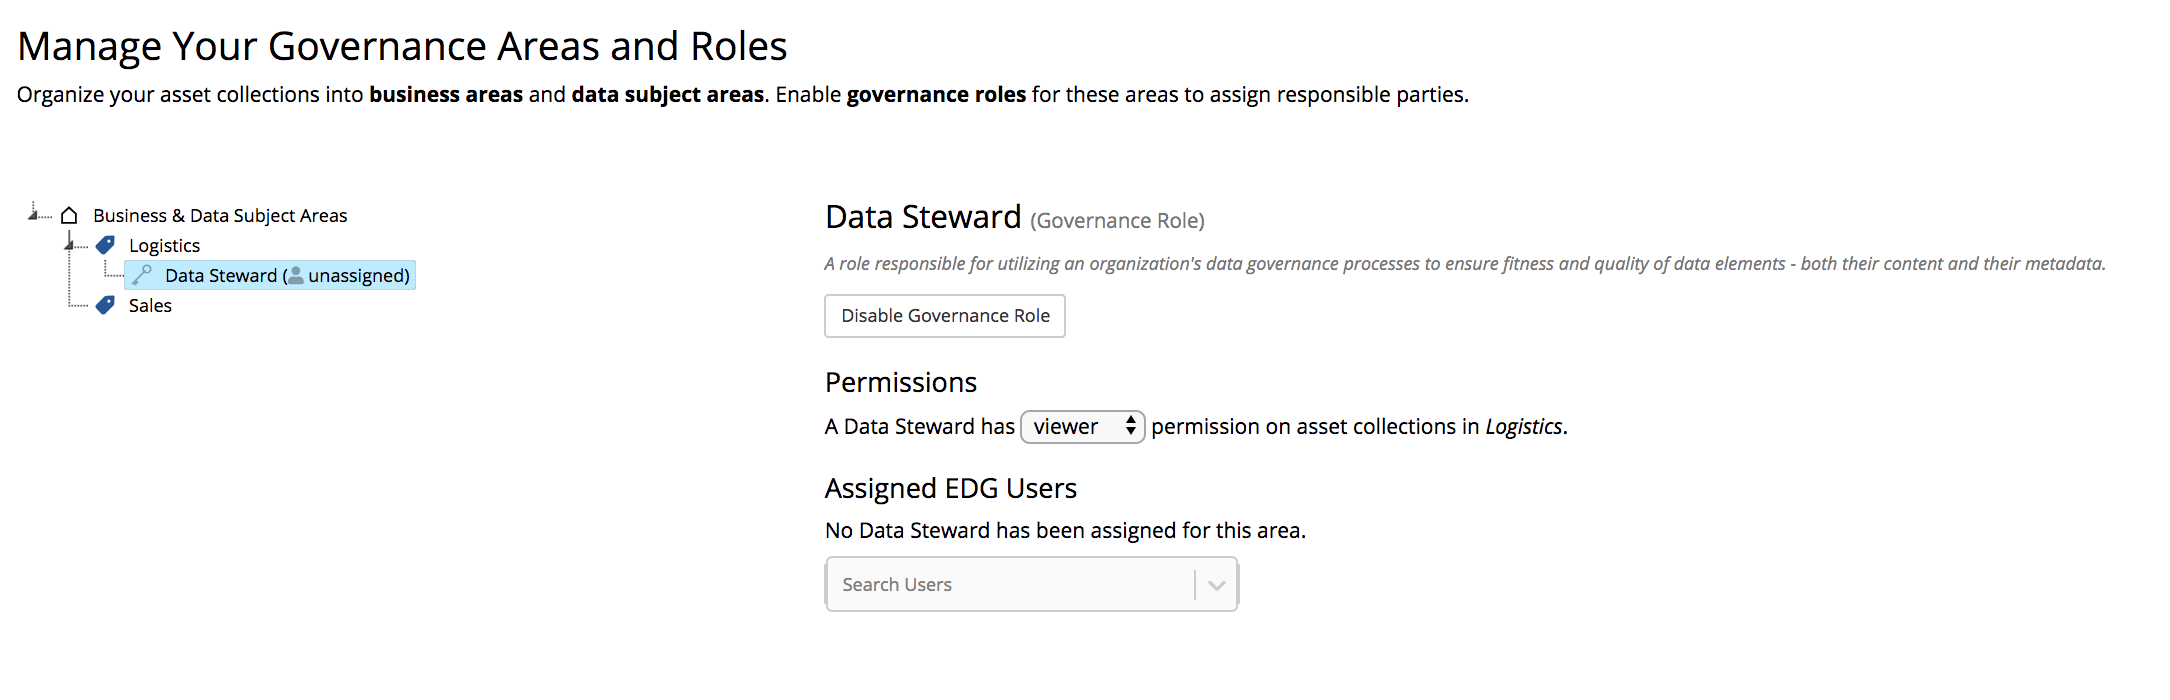 Manage Your Governance Areas and Roles
Organize your asset collections into business areas and data subject areas. Enable governance roles for these areas to assign responsible parties.
Business & Data Subject Areas
Logistics
Data Steward (unassigned)
Sales
Data Steward (Governance Role)
A role responsible for utilizing an organization's data governance processes to ensure fitness and quality of data elements - both their content and their metadata.
Disable Governance Role
Permissions
A Data Steward has viewer permission on asset collections in Logistics.
Assigned EDG Users
No Data Steward has been assigned for this area.
Search Users